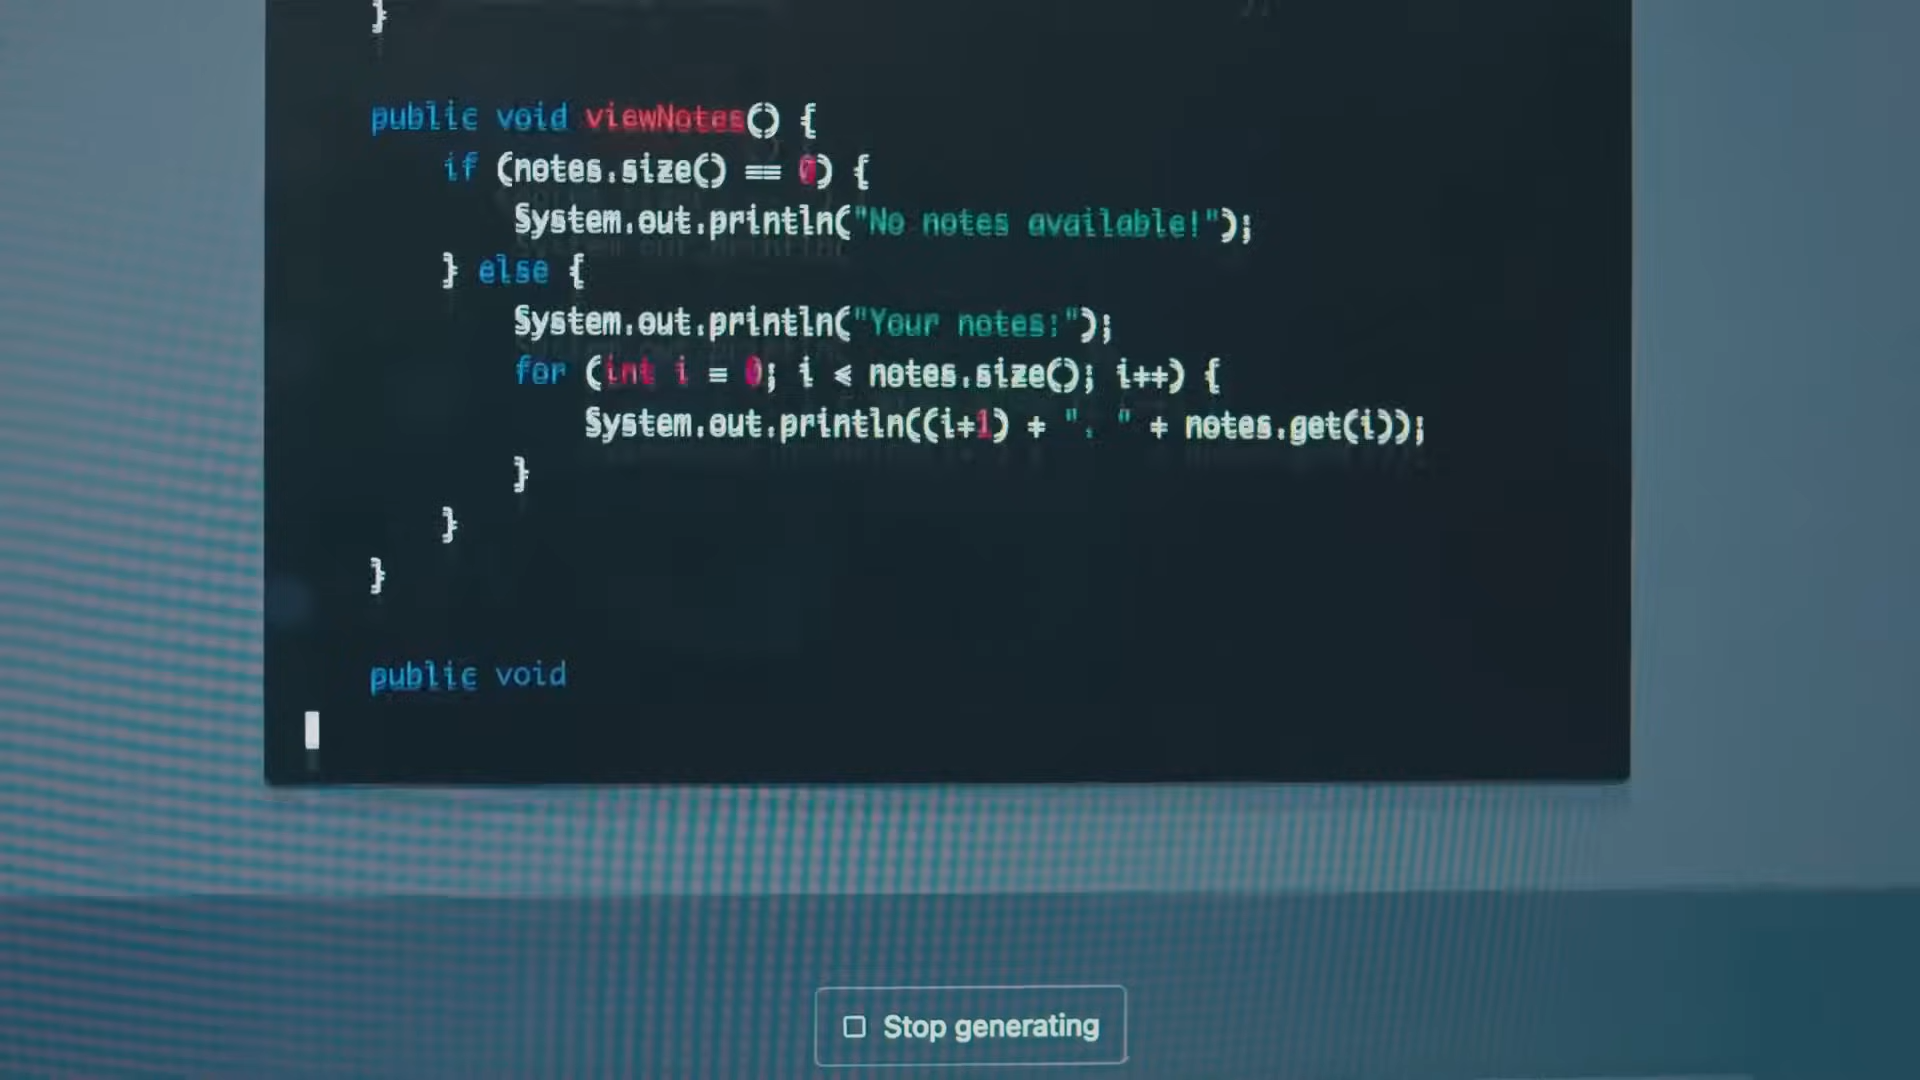 }
public void viewNotes() {
if (notes.size() == 0) {
System.out.println("No notes available!");
} else {
System.out.println("Your notes:");
for (int i = 0; i < notes.size(); i++) {
System.out.println((i+1) + ". " + notes.get(i));
}
}
}
public void
Stop generating